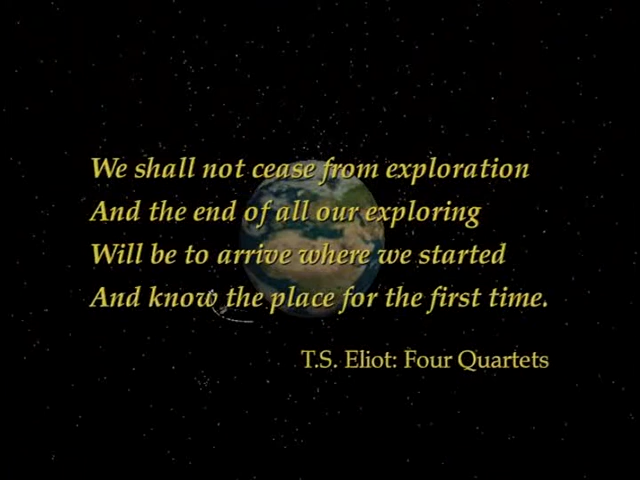 We shall not cease from exploration
And the end of all our exploring
Will be to arrive where we started
And know the place for the first time.
T.S. Eliot: Four Quartets